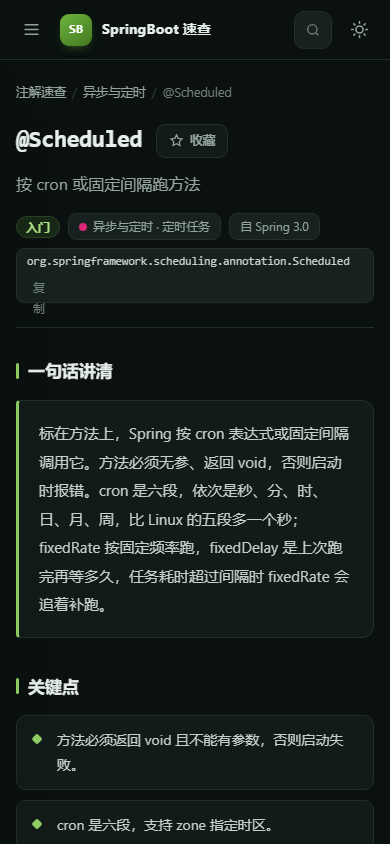 SB SpringBoot 速查
注解速查 / 异步与定时 / @Scheduled
@Scheduled 收藏
按 cron 或固定间隔跑方法
入门 异步与定时 · 定时任务 自 Spring 3.0
org.springframework.scheduling.annotation.Scheduled
复
制
一句话讲清
标在方法上，Spring 按 cron 表达式或固定间隔
调用它。方法必须无参、返回 void，否则启动
时报错。cron 是六段，依次是秒、分、时、
日、月、周，比 Linux 的五段多一个秒；
fixedRate 按固定频率跑，fixedDelay 是上次跑
完再等多久，任务耗时超过间隔时 fixedRate 会
追着补跑。
关键点
方法必须返回 void 且不能有参数，否则启动失
败。
cron 是六段，支持 zone 指定时区。